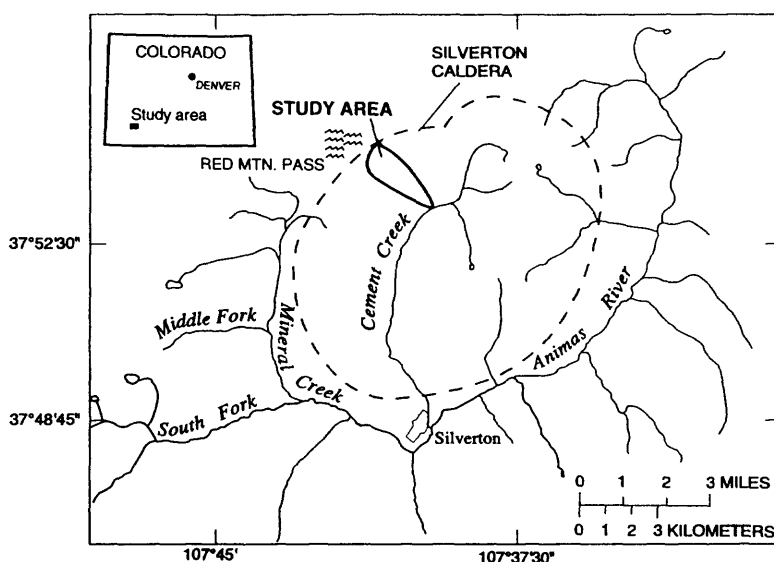 COLORADO
DENVER
Study area
SILVERTON
CALDERA
STUDY AREA
RED MTN. PASS
37°52'30"
Cement Creek
Mineral
Creek
Middle Fork
Animas
River
37°48'45"
South Fork
Silverton
0 1 2 3 MILES
0 1 2 3 KILOMETERS
107°45'
107°37'30"